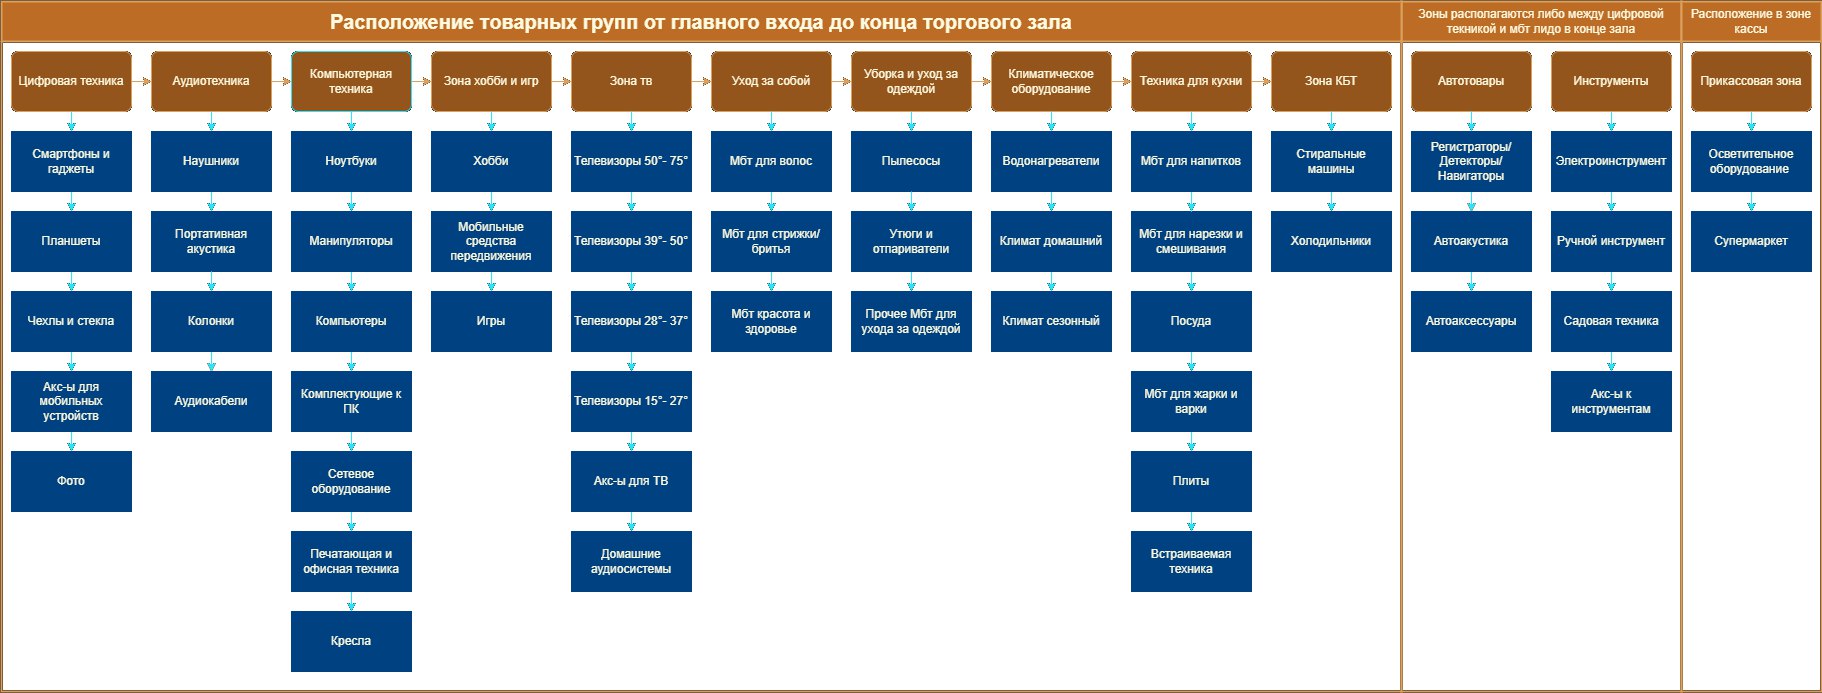 Расположение товарных групп от главного входа до конца торгового зала
Зоны располагаются либо между цифровой
текникой и мбт лидо в конце зала
Расположение в зоне
кассы
Цифровая техника
Аудиотехника
Компьютерная
техника
Зона хобби и игр
Зона тв
Уход за собой
Уборка и уход за
одеждой
Климатическое
оборудование
Техника для кухни
Зона КБТ
Автотовары
Инструменты
Прикассовая зона
Смартфоны и
гаджеты
Наушники
Ноутбуки
Хобби
Телевизоры 50°- 75°
Мбт для волос
Пылесосы
Водонагреватели
Мбт для напитков
Стиральные
машины
Регистраторы/
Детекторы/
Навигаторы
Электроинструмент
Осветительное
оборудование
Планшеты
Портативная
акустика
Манипуляторы
Мобильные
средства
передвижения
Телевизоры 39°- 50°
Мбт для стрижки/
бритья
Утюги и
отпариватели
Климат домашний
Мбт для нарезки и
смешивания
Холодильники
Автоакустика
Ручной инструмент
Супермаркет
Чехлы и стекла
Колонки
Компьютеры
Игры
Телевизоры 28°- 37°
Мбт красота и
здоровье
Прочее Мбт для
ухода за одеждой
Климат сезонный
Посуда
Автоаксессуары
Садовая техника
Акс-ы для
мобильных
устройств
Аудиокабели
Комплектующие к
ПК
Телевизоры 15°- 27°
Мбт для жарки и
варки
Акс-ы к
инструментам
Фото
Сетевое
оборудование
Акс-ы для ТВ
Плиты
Печатающая и
офисная техника
Домашние
аудиосистемы
Встраиваемая
техника
Кресла